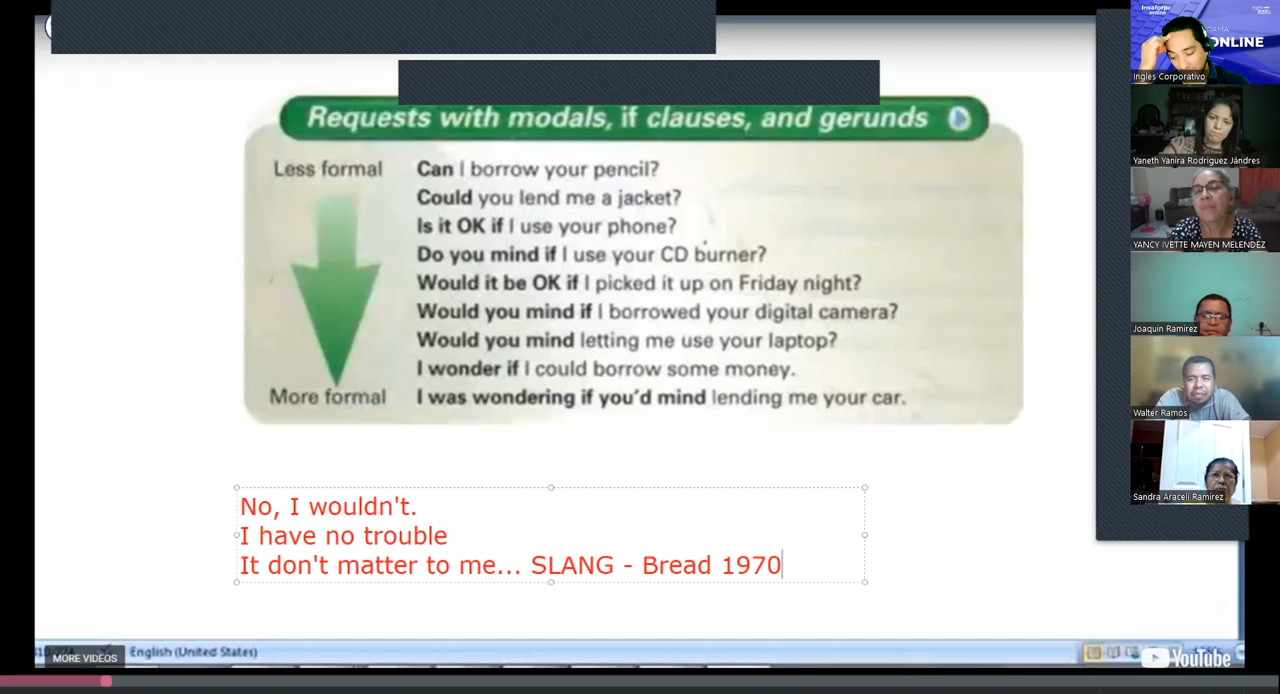 Requests with modals, if clauses, and gerunds
Less formal
Can I borrow your pencil?
Could you lend me a jacket?
Is it OK if I use your phone?
Do you mind if I use your CD burner?
Would it be OK if I picked it up on Friday night?
Would you mind if I borrowed your digital camera?
Would you mind letting me use your laptop?
I wonder if I could borrow some money.
More formal
I was wondering if you'd mind lending me your car.
No, I wouldn't.
I have no trouble
It don't matter to me... SLANG - Bread 1970
MORE VIDEOS
English (United States)
YouTube
ONLINE
Ingles Corporativo
Yaneth Yanira Rodriguez Jándres
YANCY IVETTE MAYEN MELENDEZ
Joaquin Ramirez
Walter Ramos
Sandra Araceli Ramirez